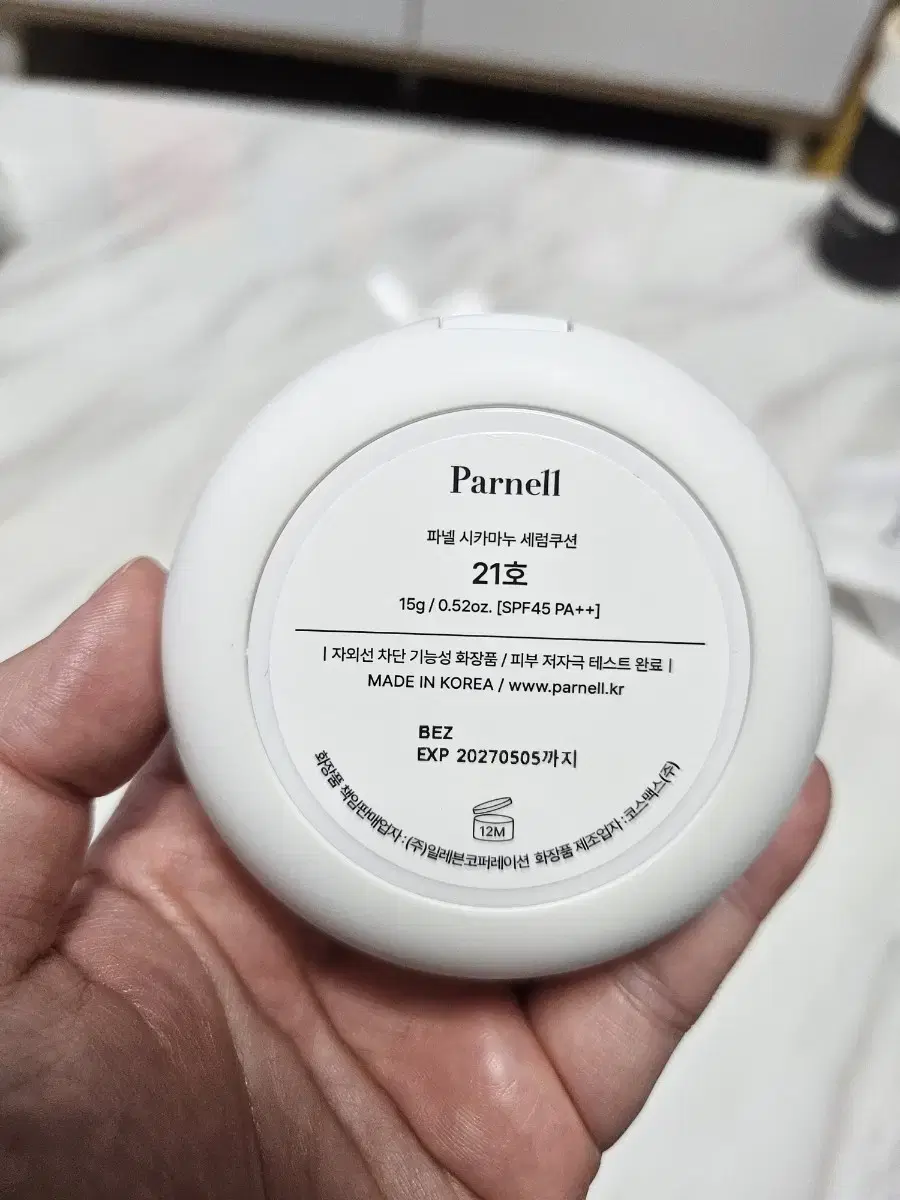 Parnell
파넬 시카마누 세럼쿠션
21호
15g / 0.52oz. [SPF45 PA++]
| 자외선 차단 기능성 화장품 / 피부 저자극 테스트 완료 |
MADE IN KOREA / www.parnell.kr
BEZ
EXP 20270505까지
12M
화장품 책임판매업자 : (주)일레븐코퍼레이션 화장품 제조업자 : 코스맥스(주)